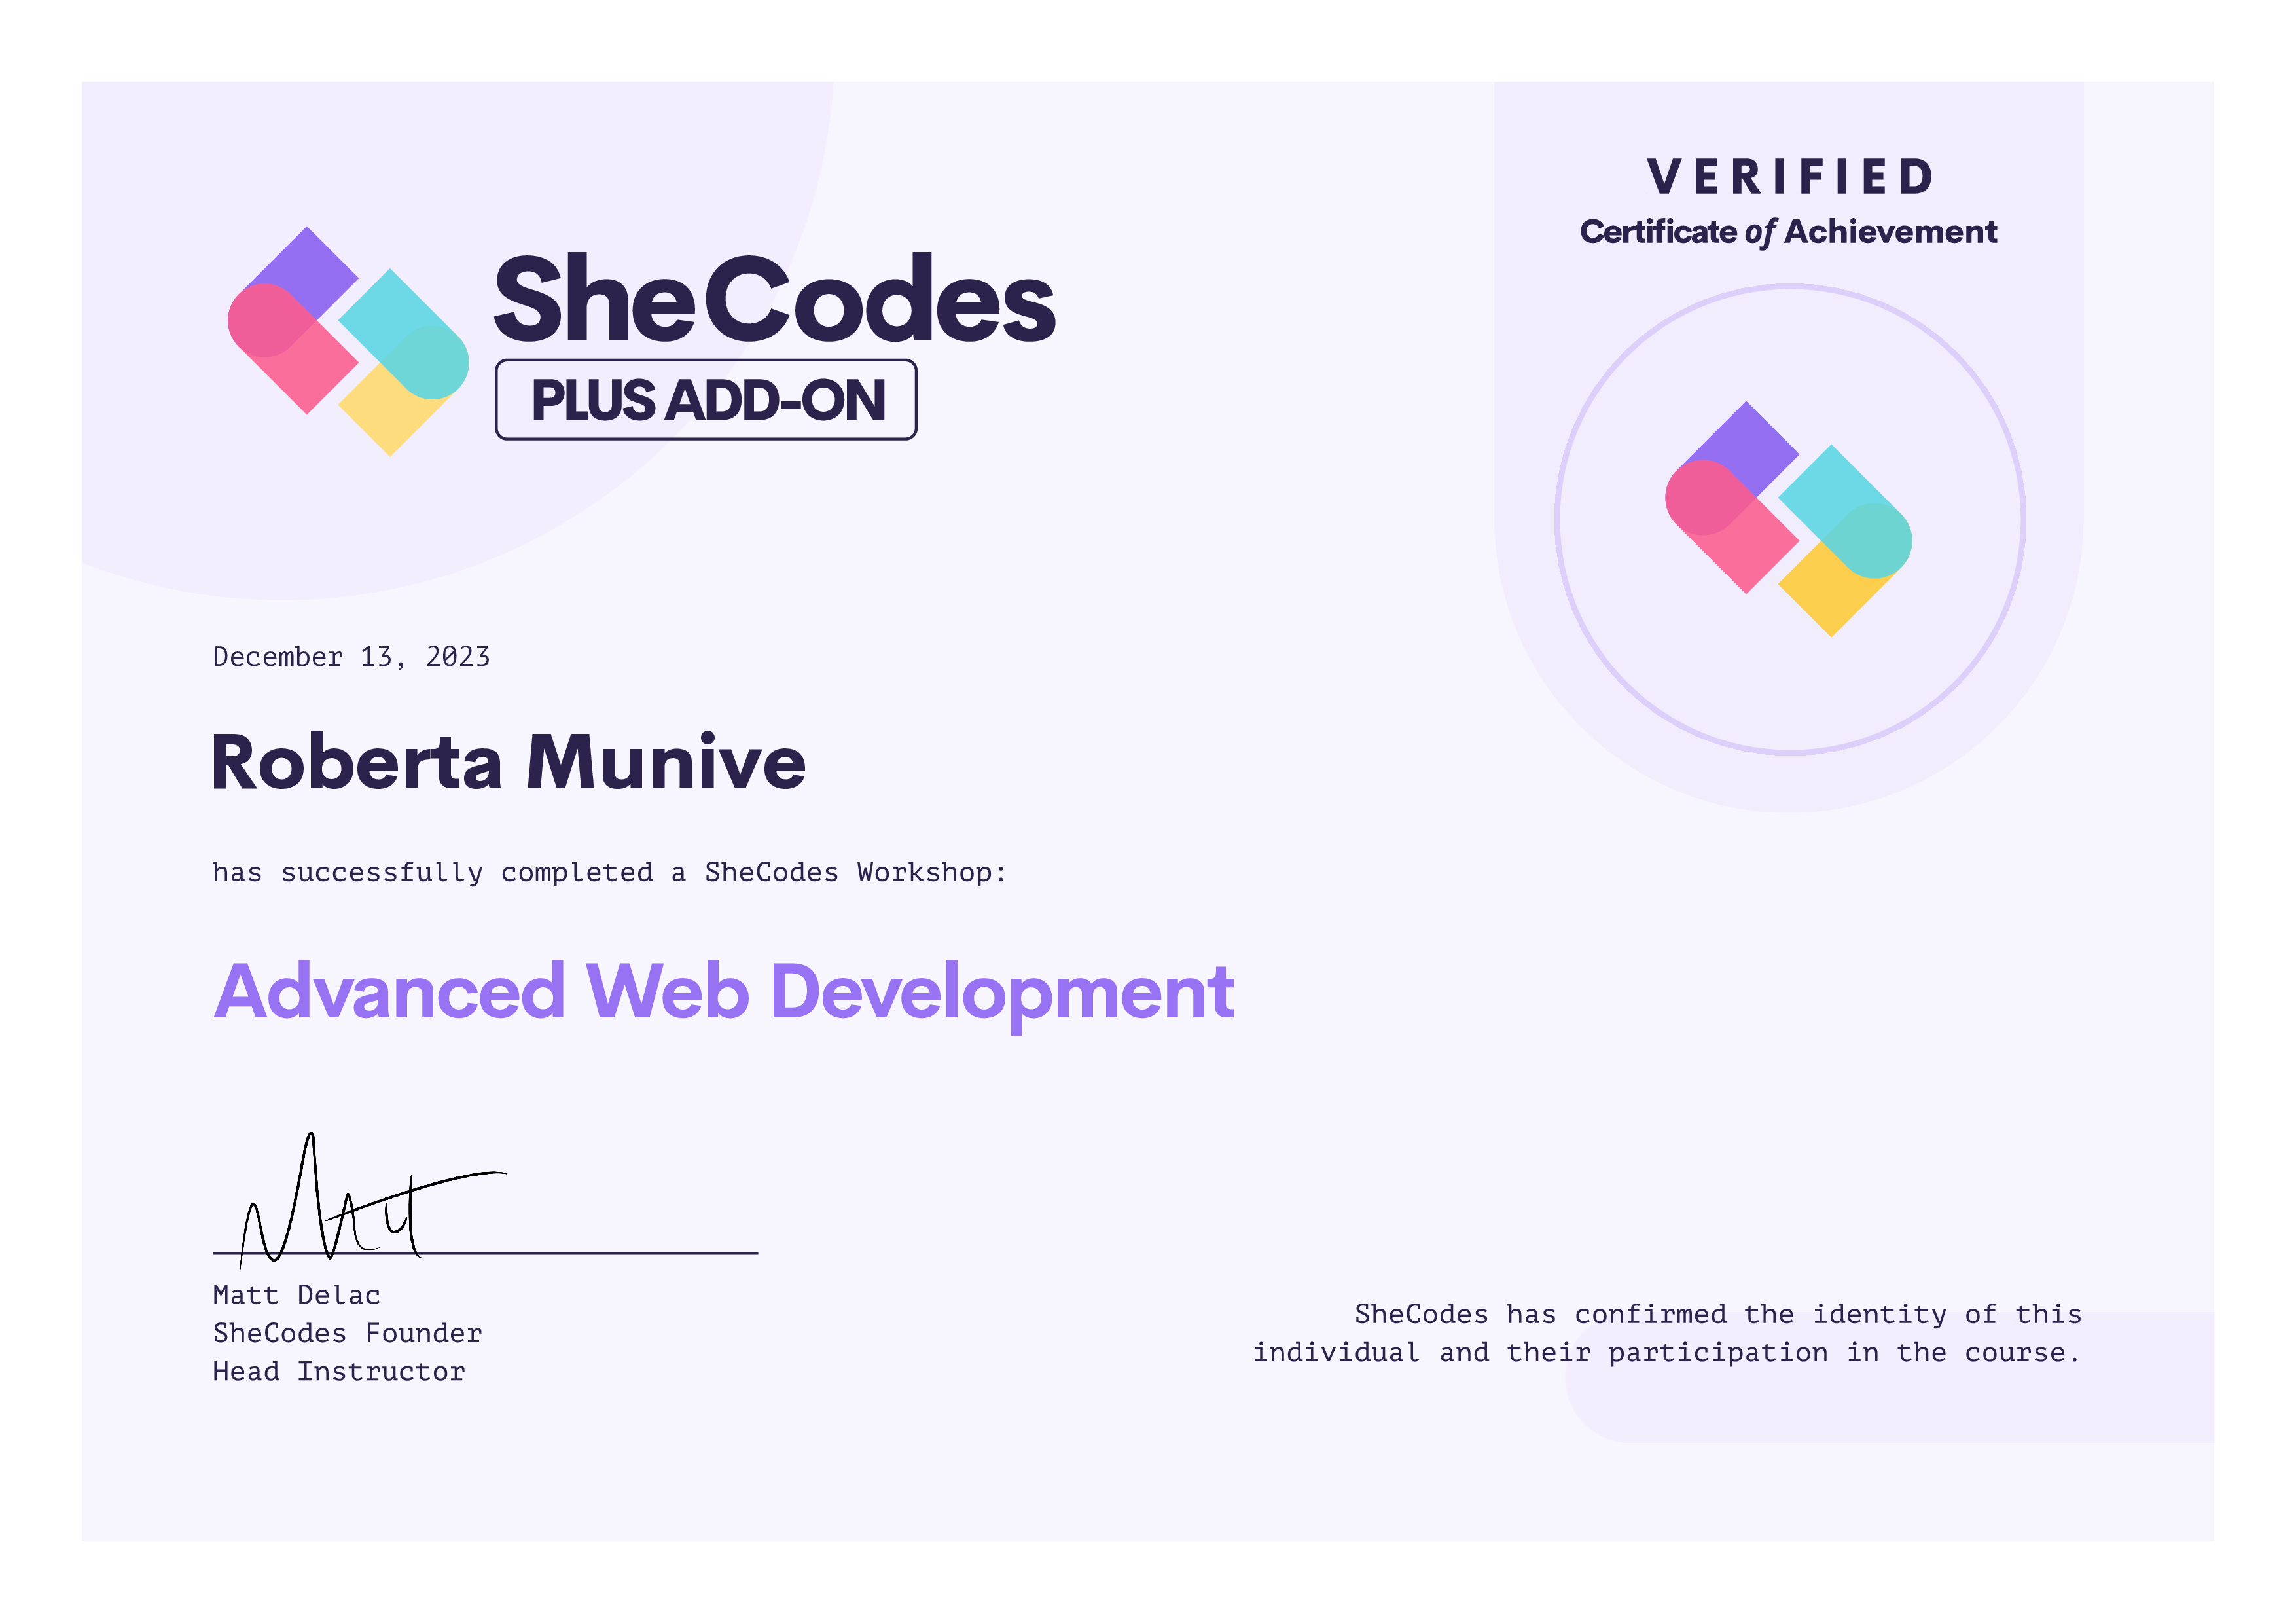 SheCodes
PLUS ADD-ON
VERIFIED
Certificate of Achievement
December 13, 2023
Roberta Munive
has successfully completed a SheCodes Workshop:
Advanced Web Development
Matt
Matt Delac
SheCodes Founder
Head Instructor
SheCodes has confirmed the identity of this
individual and their participation in the course.